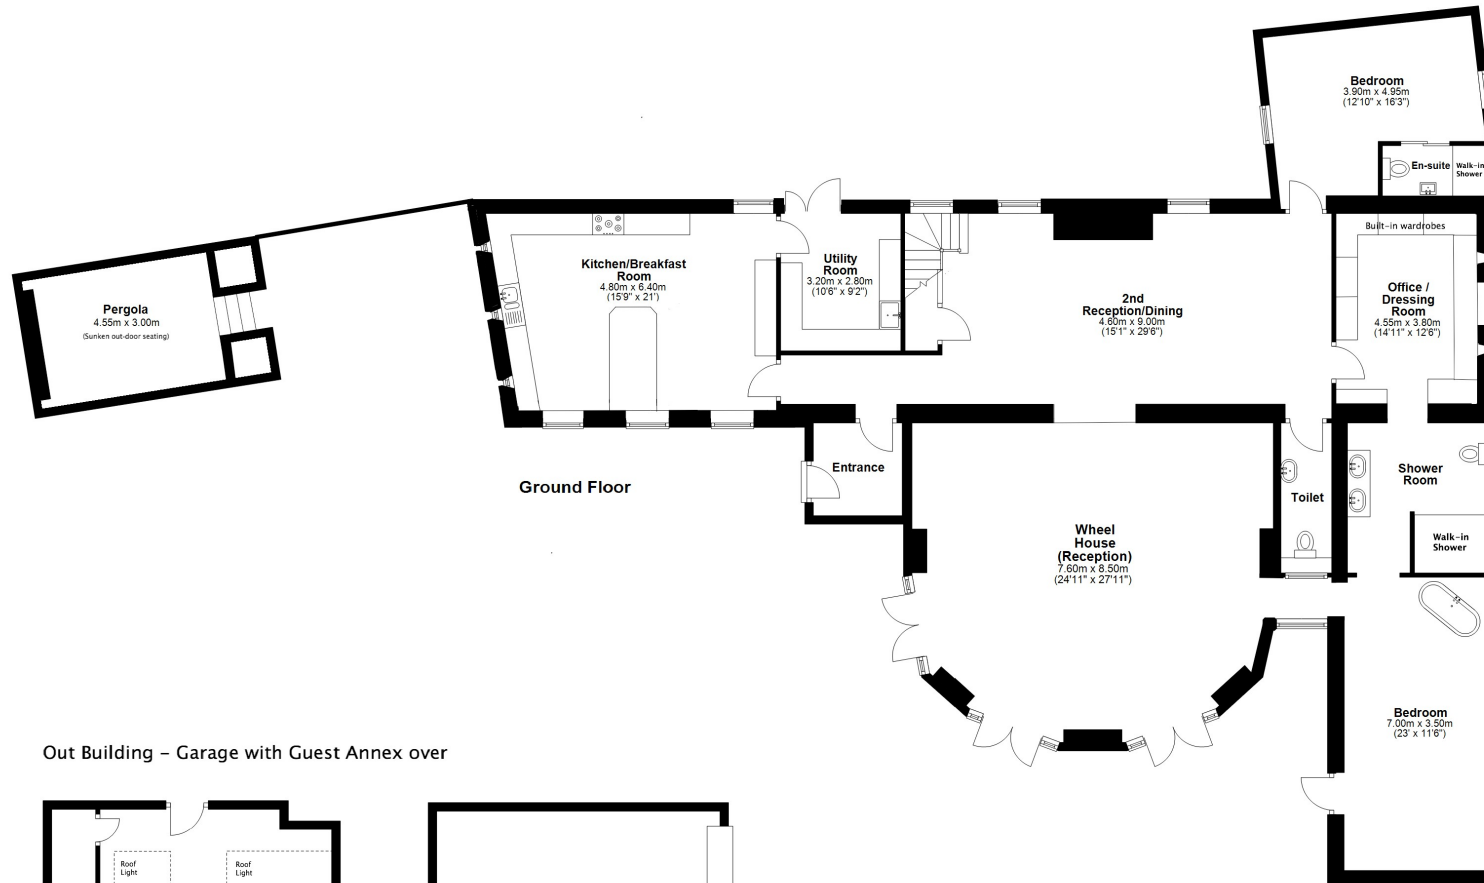 Bedroom
3.90m x 4.95m
(12'10" x 16'3")
En-suite
Walk-in
Shower
Built-in wardrobes
Kitchen/Breakfast
Room
4.80m x 6.40m
(15'9" x 21')
Utility
Room
3.20m x 2.80m
(10'6" x 9'2")
2nd
Reception/Dining
4.60m x 9.00m
(15'1" x 29'6")
Office /
Dressing
Room
4.55m x 3.80m
(14'11" x 12'6")
Pergola
4.55m x 3.00m
(Sunken out-door seating)
Entrance
Ground Floor
Toilet
Shower
Room
Walk-in
Shower
Wheel
House
(Reception)
7.60m x 8.50m
(24'11" x 27'11")
Bedroom
7.00m x 3.50m
(23' x 11'6")
Out Building - Garage with Guest Annex over
Roof
Light
Roof
Light